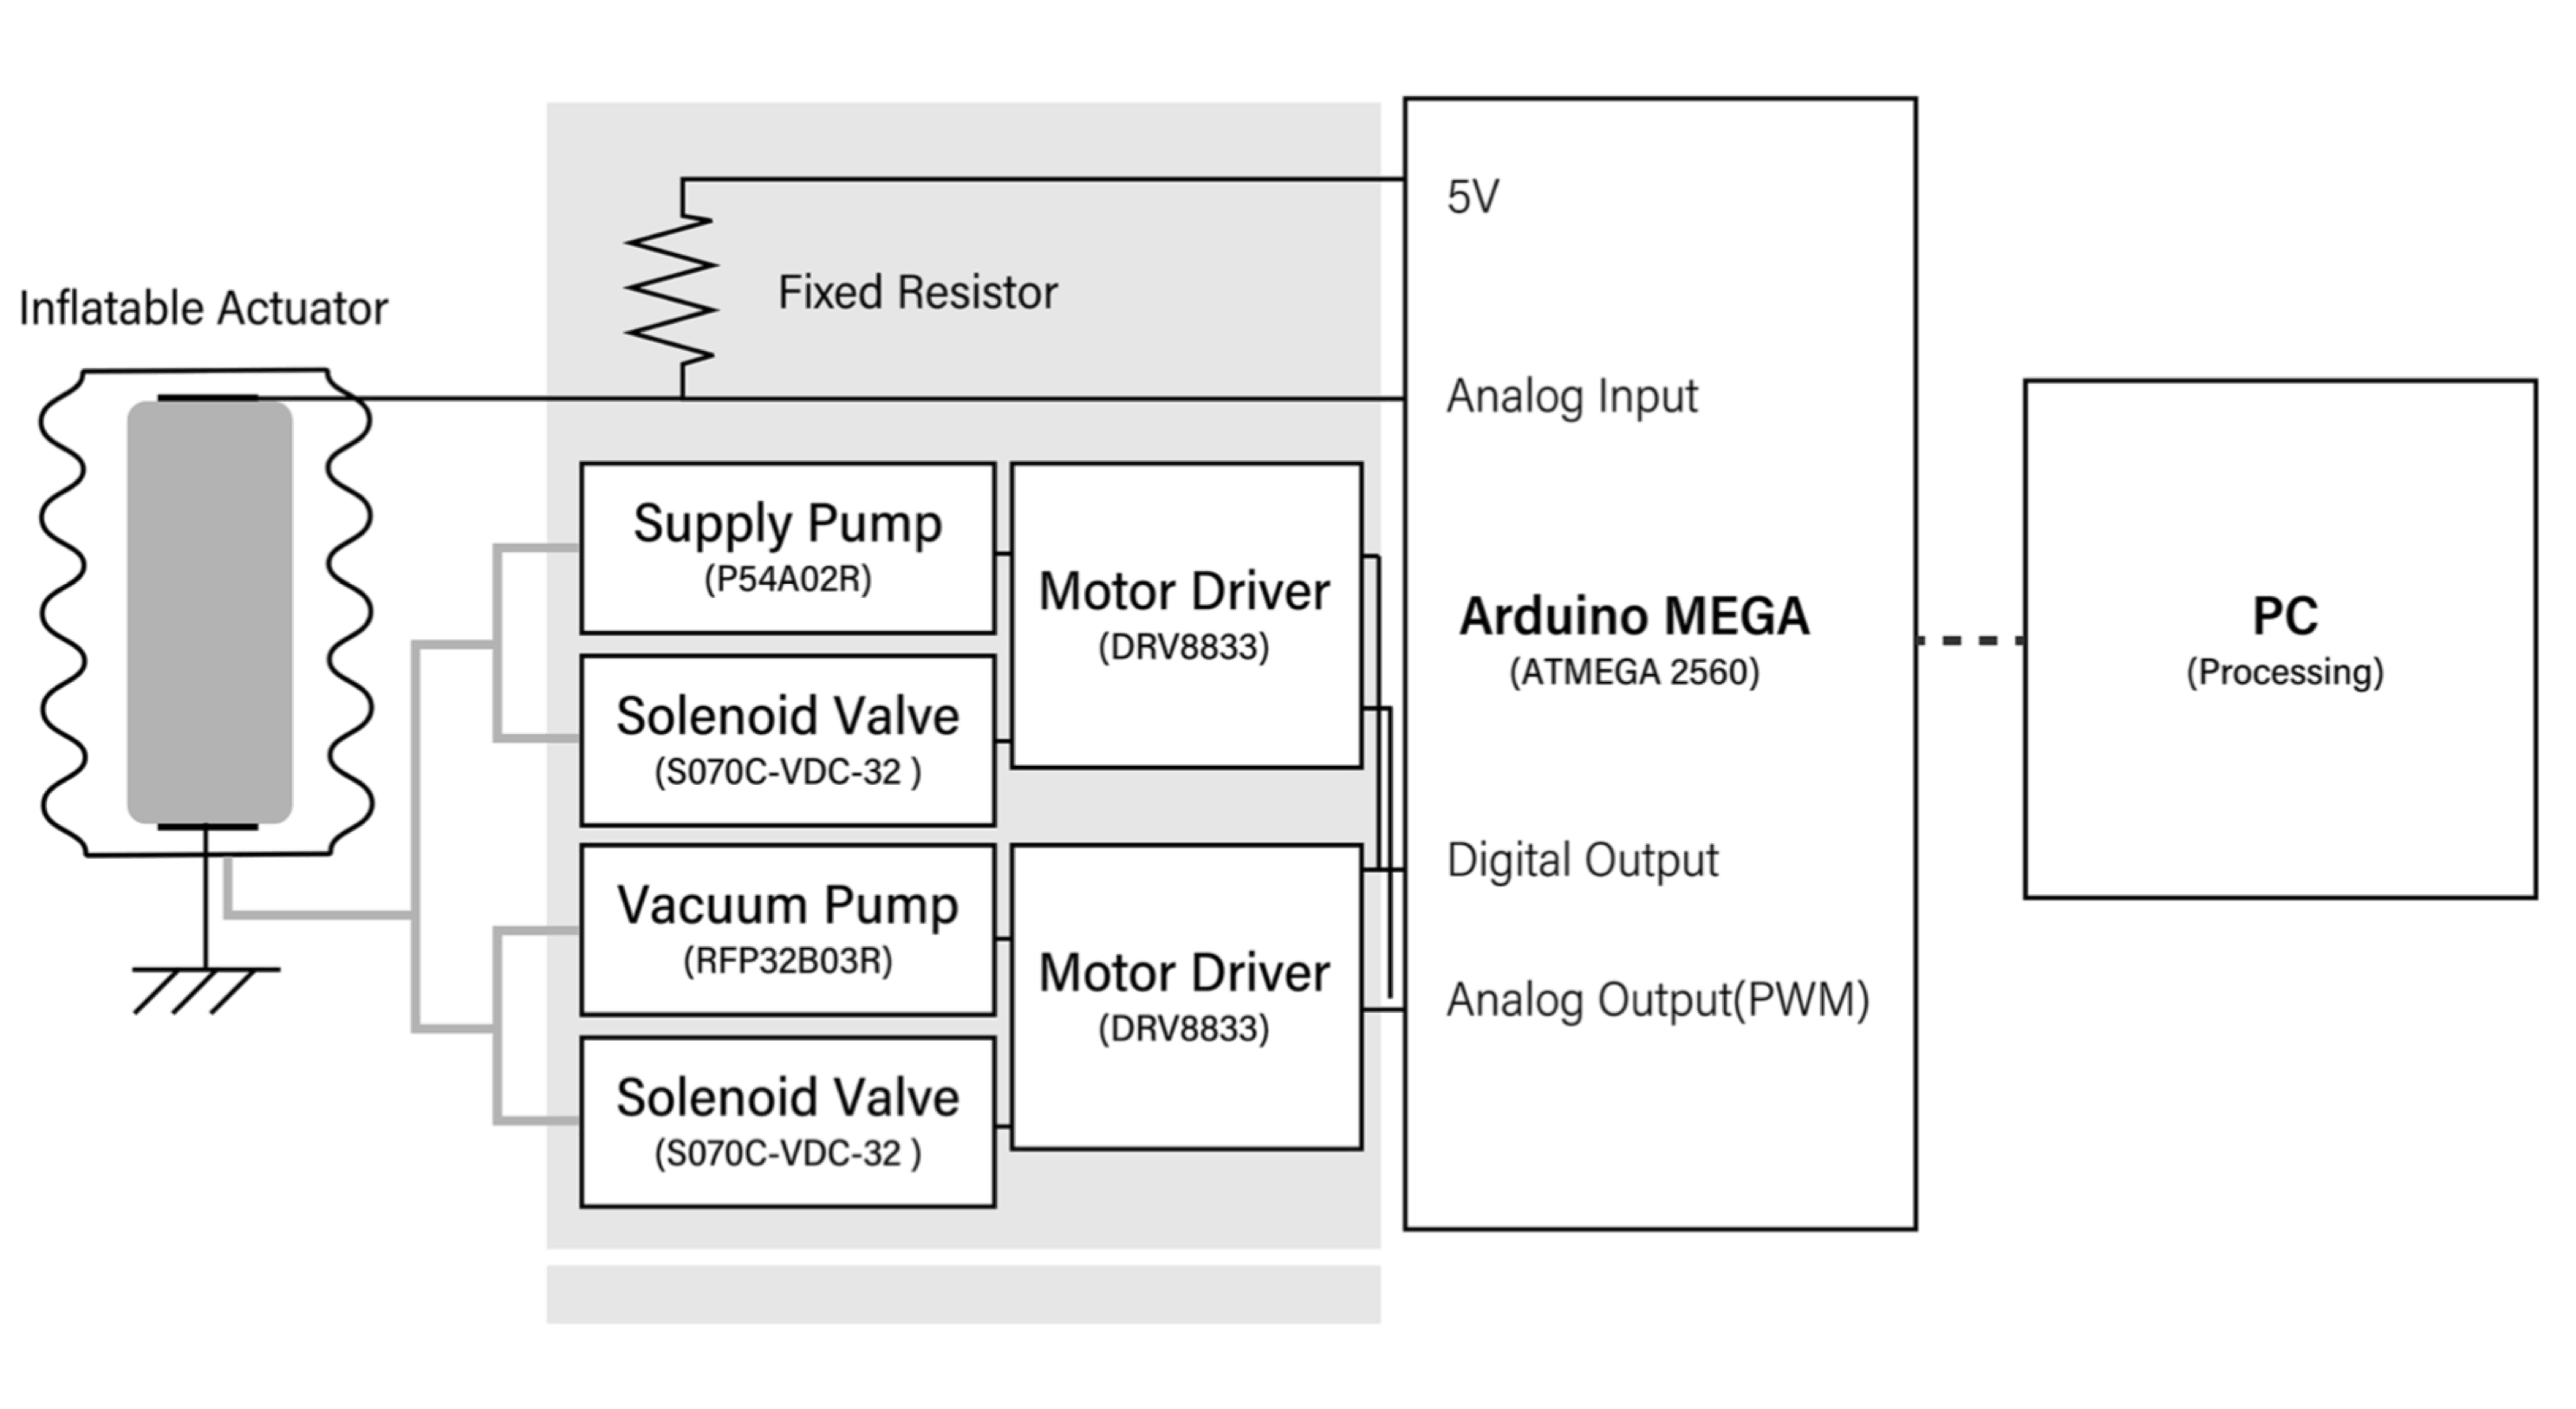 Inflatable Actuator
Fixed Resistor
5V
Analog Input
Supply Pump
(P54A02R)
Solenoid Valve
(S070C-VDC-32 )
Vacuum Pump
(RFP32B03R)
Solenoid Valve
(S070C-VDC-32 )
Motor Driver
(DRV8833)
Motor Driver
(DRV8833)
Arduino MEGA
(ATMEGA 2560)
Digital Output
Analog Output(PWM)
PC
(Processing)